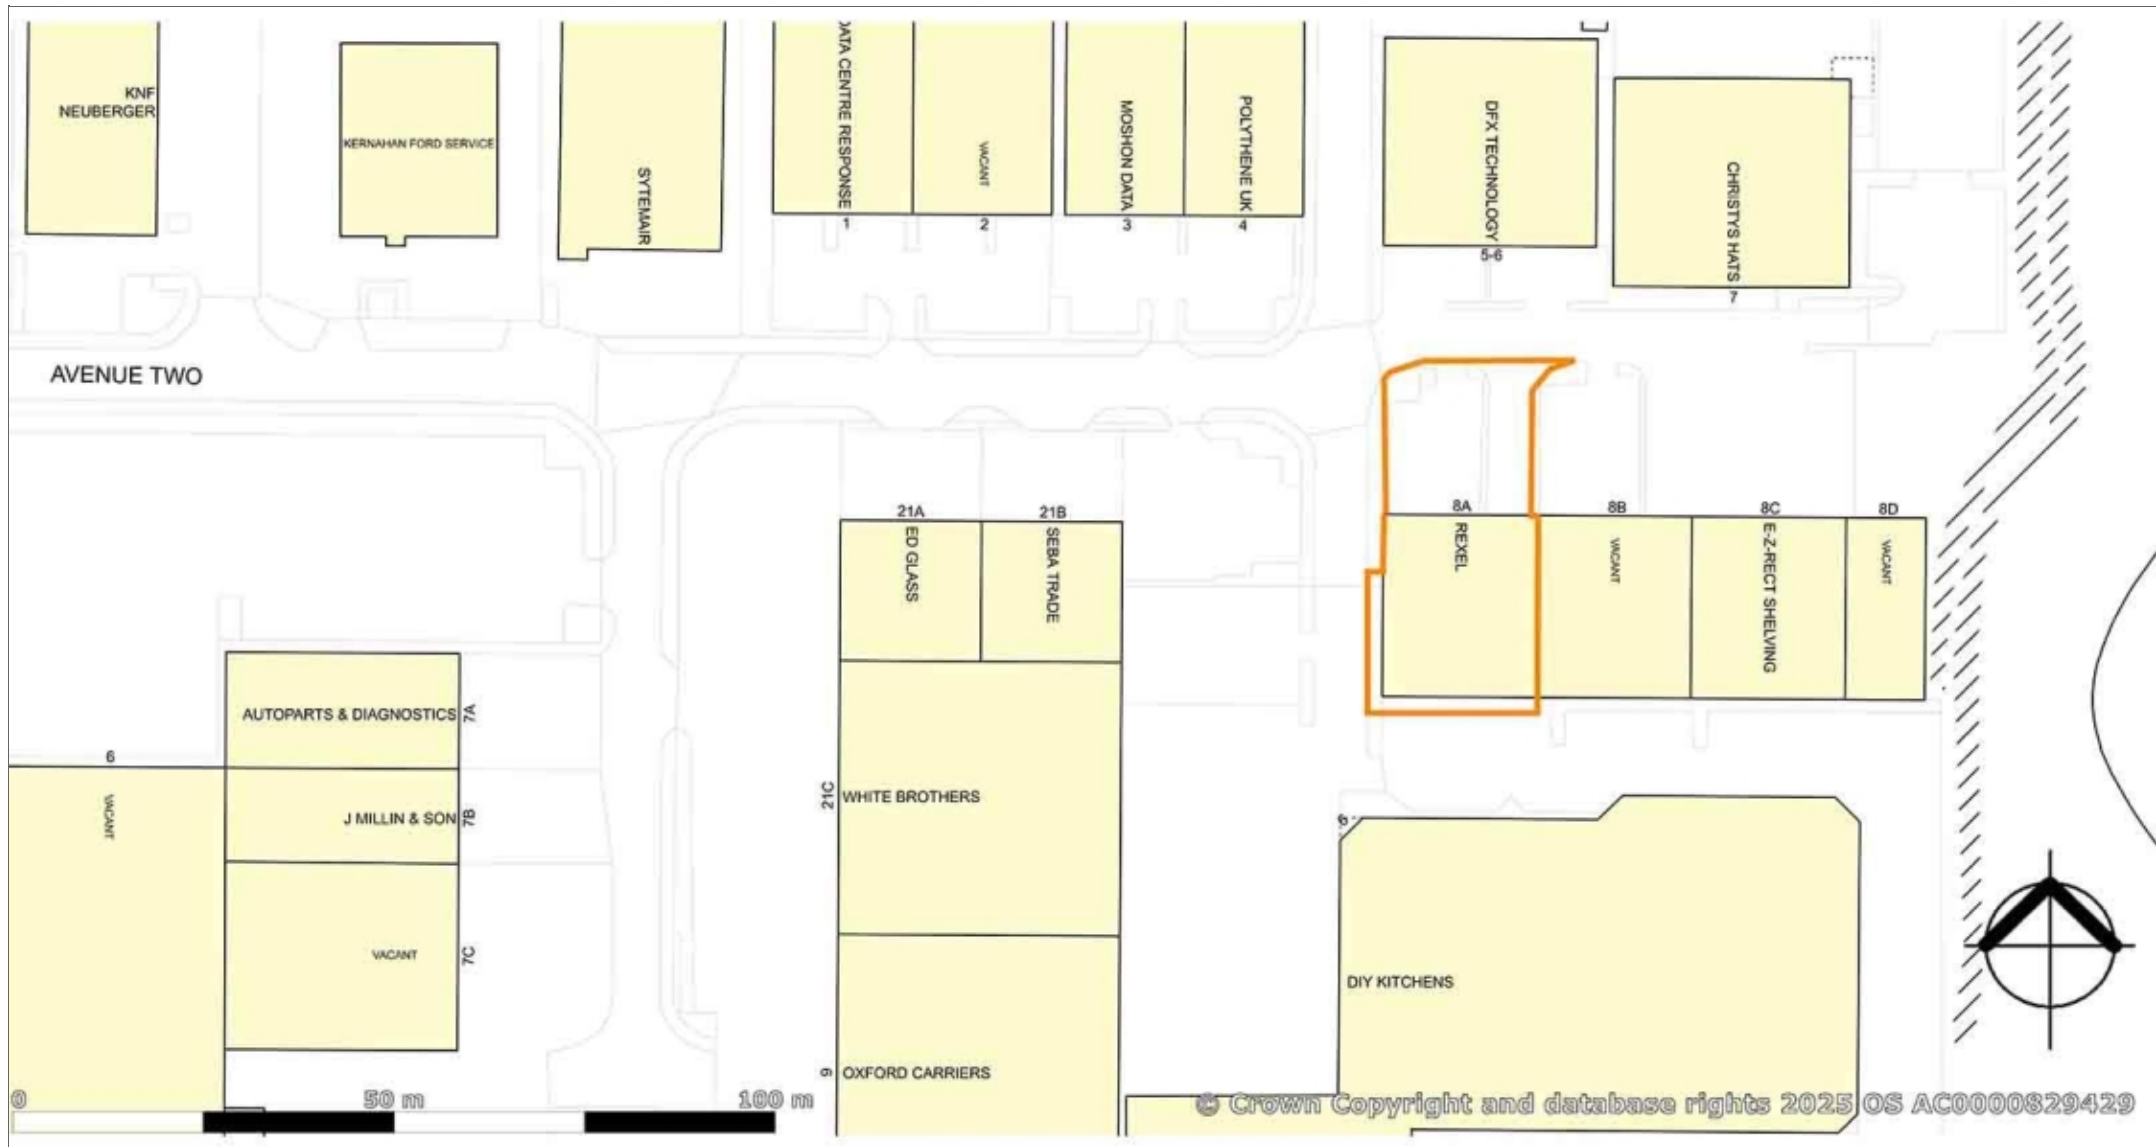 KNF
NEUBERGER
KERNAHAN FORD SERVICE
SYTEMAIR
DATA CENTRE RESPONSE
1
VACANT
2
MOSHON DATA
3
POLYTHENE UK
4
DFX TECHNOLOGY
5-6
CHRISTYS HATS
7
AVENUE TWO
21A
ED GLASS
21B
SEBA TRADE
8A
REXEL
8B
VACANT
8C
E-Z-RECT SHELVING
8D
VACANT
AUTOPARTS & DIAGNOSTICS
7A
6
VACANT
J MILLIN & SON
7B
VACANT
7C
21C
WHITE BROTHERS
DIY KITCHENS
9
OXFORD CARRIERS
0
50 m
100 m
© Crown Copyright and database rights 2025 OS AC0000829429